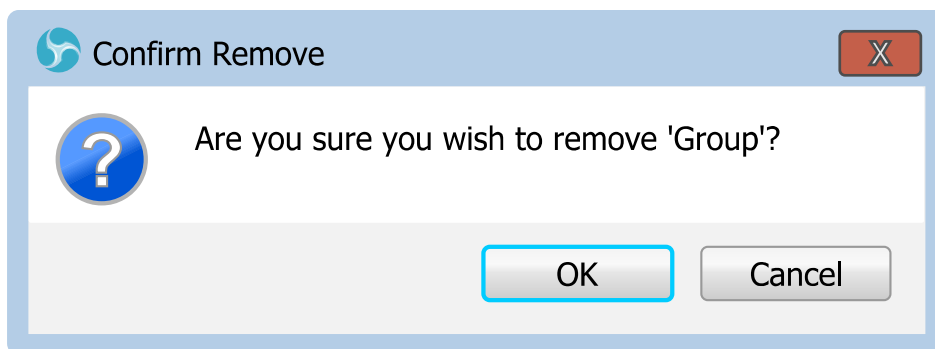 Confirm Remove
X
Are you sure you wish to remove 'Group'?
?
OK
Cancel